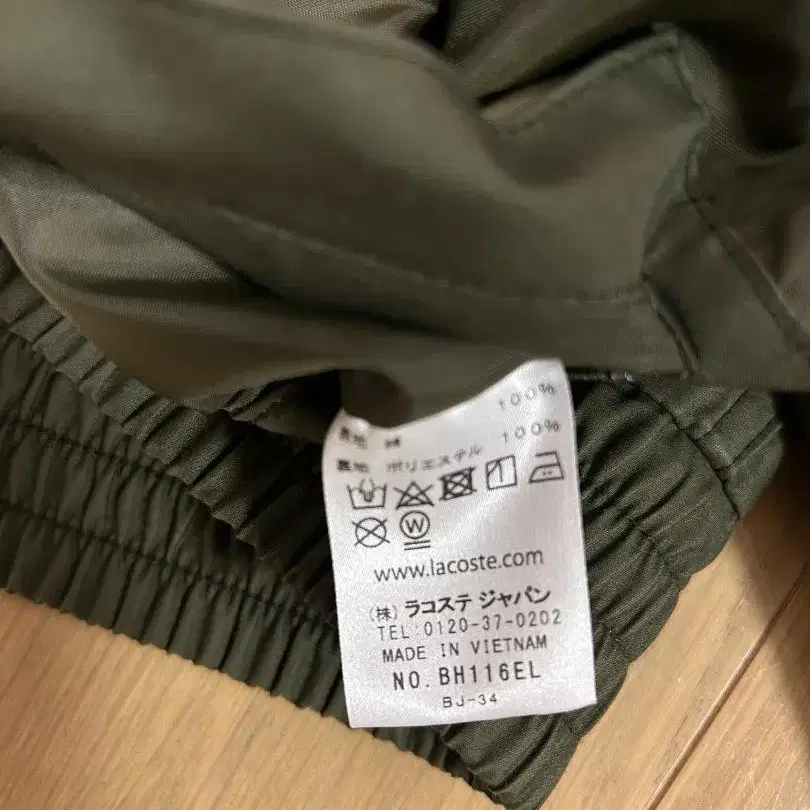 表地 綿 100%
裏地 ポリエステル 100%
W
www.lacoste.com
(株)ラコステ ジャパン
TEL:0120-37-0202
MADE IN VIETNAM
NO. BH116EL
BJ-34